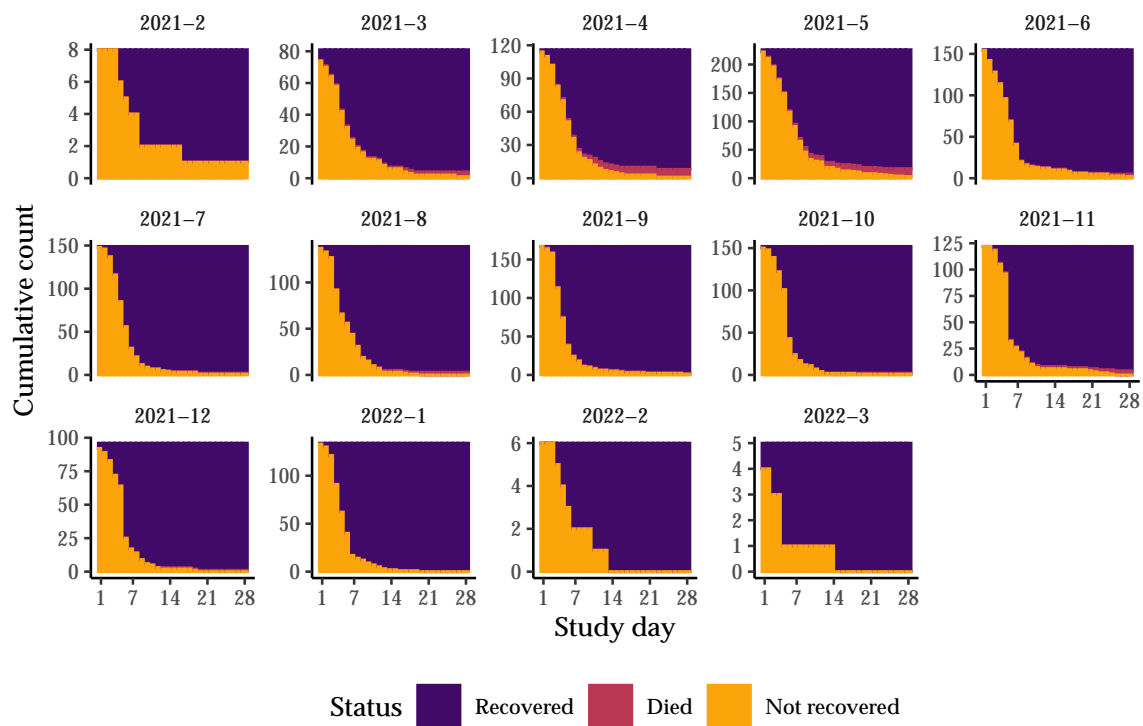 2021−2 2021−3 2021−4 2021−5 2021−6
8 6 4 2 0
80 60 40 20 0
120 90 60 30 0
200 150 100 50 0
150 100 50 0
2021−7 2021−8 2021−9 2021−10 2021−11
150 100 50 0
100 50 0
150 100 50 0
150 100 50 0
125 100 75 50 25 0
1 7 14 21 28
2021−12 2022−1 2022−2 2022−3
100 75 50 25 0
100 50 0
6 4 2 0
5 4 3 2 1 0
1 7 14 21 28 1 7 14 21 28 1 7 14 21 28 1 7 14 21 28
Cumulative count
Study day
Status Recovered Died Not recovered